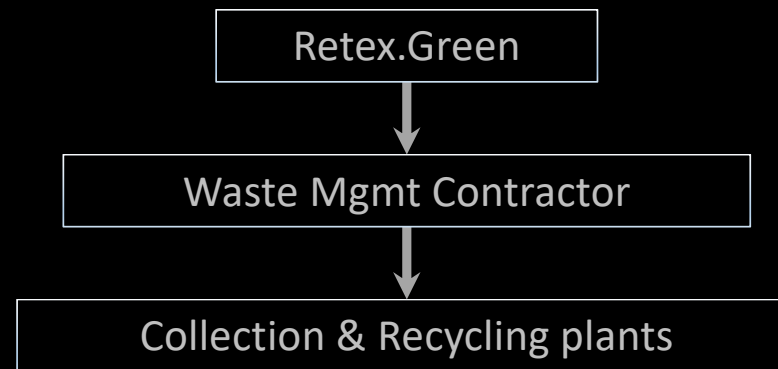 Retex.Green
Waste Mgmt Contractor
Collection & Recycling plants